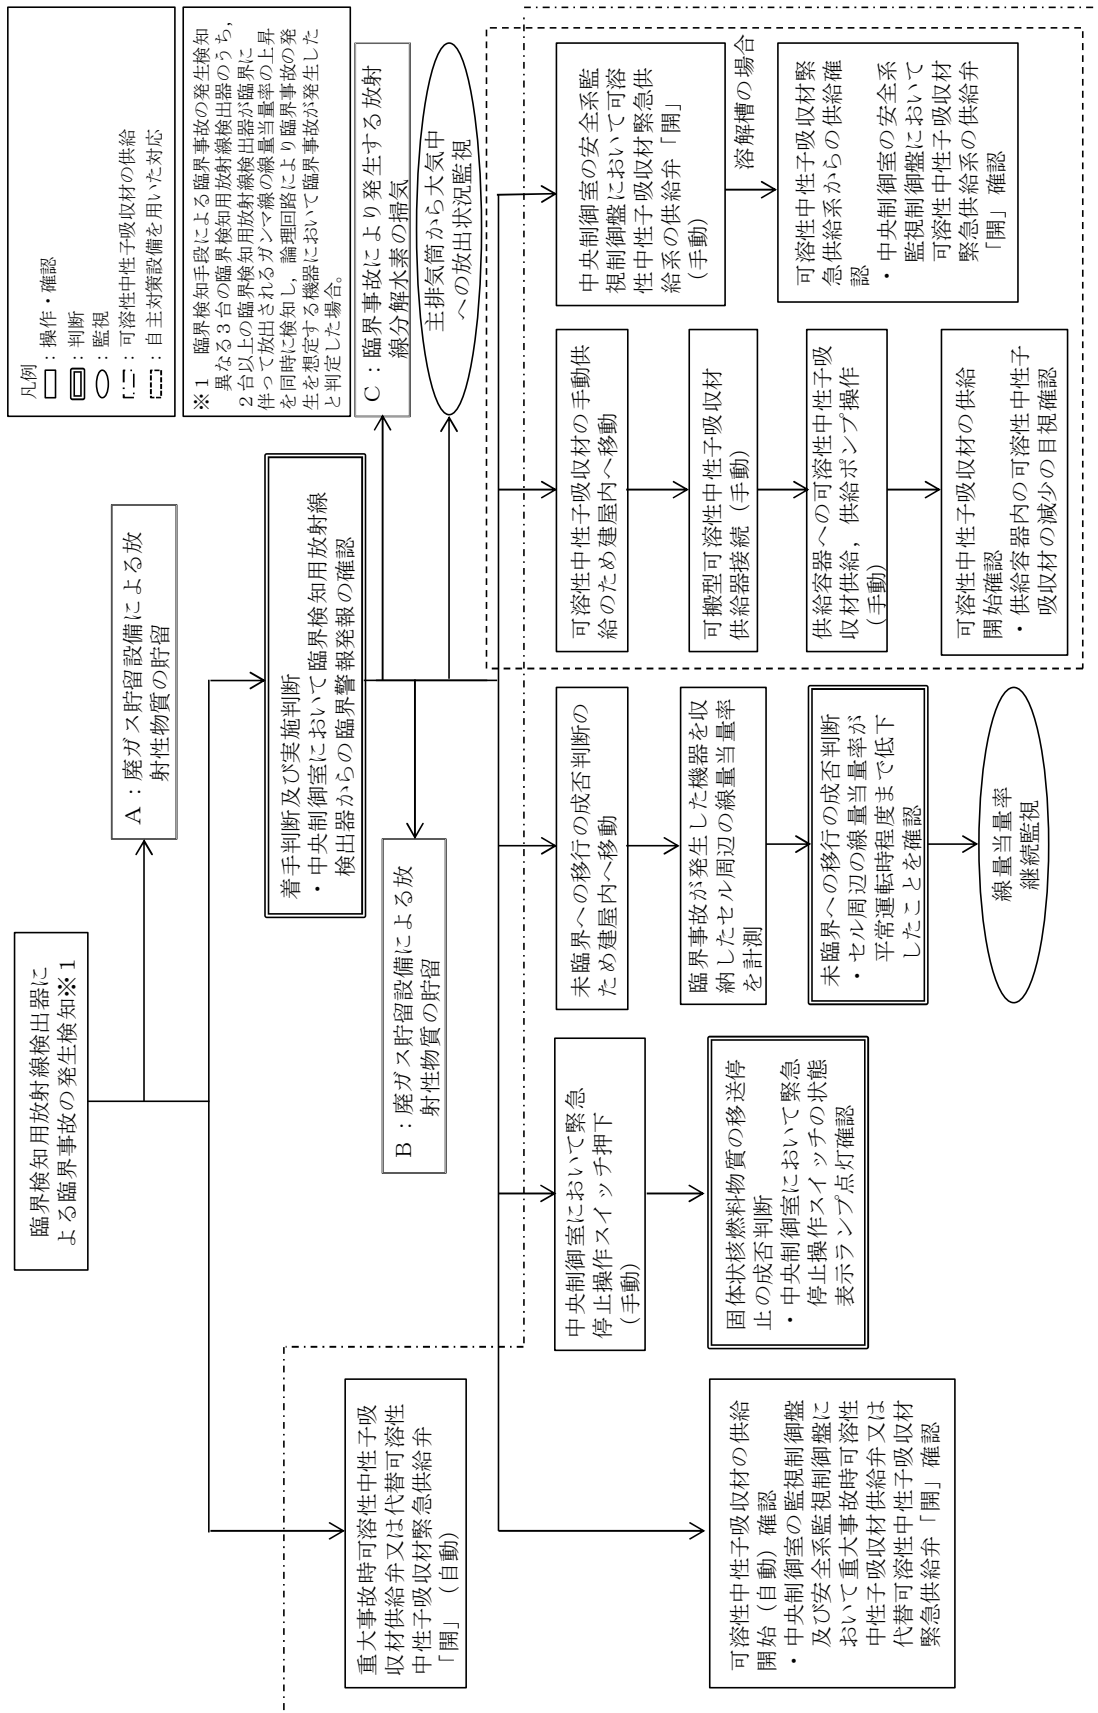 臨界検知用放射線検出器に
よる臨界事故の発生検知※1
A：廃ガス貯留設備による放
射性物質の貯留
凡例
：操作・確認
：判断
：監視
：可溶性中性子吸収材の供給
：自主対策設備を用いた対応
※1　臨界検知手段による臨界事故の発生検知
異なる3台の臨界検知用放射線検出器のうち，
2台以上の臨界検知用放射線検出器が臨界に
伴って放出されるガンマ線の線量当量率の上昇
を同時に検知し，論理回路により臨界事故の発
生を想定する機器において臨界事故が発生した
と判定した場合。
着手判断及び実施判断
・中央制御室において臨界検知用放射線
検出器からの臨界警報発報の確認
C：臨界事故により発生する放射
線分解水素の掃気
B：廃ガス貯留設備による放
射性物質の貯留
主排気筒から大気中
への放出状況監視
重大事故時可溶性中性子吸
収材供給弁又は代替可溶性
中性子吸収材緊急供給弁
「開」（自動）
可溶性中性子吸収材の供給
開始（自動）確認
・中央制御室の監視制御盤
及び安全系監視制御盤に
おいて重大事故時可溶性
中性子吸収材供給弁又は
代替可溶性中性子吸収材
緊急供給弁「開」確認
中央制御室において緊急
停止操作スイッチ押下
（手動）
固体状核燃料物質の移送停
止の成否判断
・中央制御室において緊急
停止操作スイッチの状態
表示ランプ点灯確認
未臨界への移行の成否判断の
ため建屋内へ移動
臨界事故が発生した機器を収
納したセル周辺の線量当量率
を計測
未臨界への移行の成否判断
・セル周辺の線量当量率が
平常運転時程度まで低下
したことを確認
線量当量率
継続監視
可溶性中性子吸収材の手動供
給のため建屋内へ移動
可搬型可溶性中性子吸収材
供給器接続（手動）
供給容器への可溶性中性子吸
収材供給，供給ポンプ操作
（手動）
可溶性中性子吸収材の供給
開始確認
・供給容器内の可溶性中性子
吸収材の減少の目視確認
中央制御室の安全系監
視制御盤において可溶
性中性子吸収材緊急供
給系の供給弁「開」
（手動）
溶解槽の場合
可溶性中性子吸収材緊
急供給系からの供給確
認
・中央制御室の安全系
監視制御盤において
可溶性中性子吸収材
緊急供給系の供給弁
「開」確認